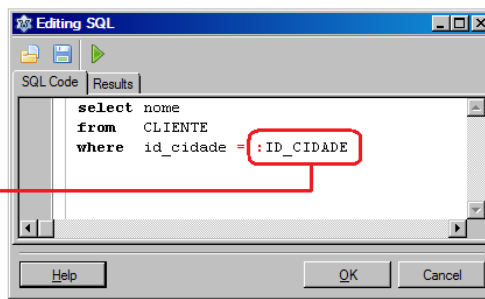 Editing SQL
SQL Code Results
select nome
from CLIENTE
where id_cidade = :ID_CIDADE
Help OK Cancel